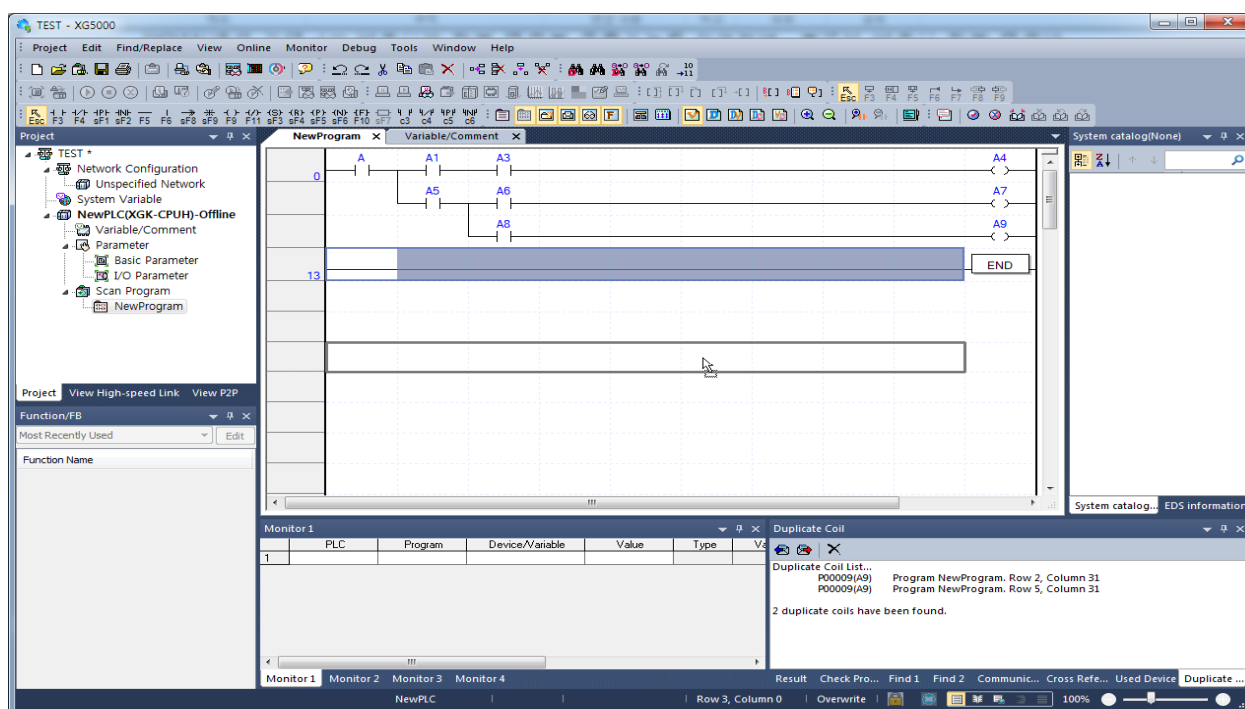 TEST - XG5000
Project Edit Find/Replace View Online Monitor Debug Tools Window Help
Project
TEST *
Network Configuration
Unspecified Network
System Variable
NewPLC(XGK-CPUH)-Offline
Variable/Comment
Parameter
Basic Parameter
I/O Parameter
Scan Program
NewProgram
Project View High-speed Link View P2P
Function/FB
Most Recently Used Edit
Function Name
NewProgram Variable/Comment
A A1 A3 A4
0
A5 A6 A7
A8 A9
13 END
System catalog(None)
System catalog... EDS information
Monitor 1
PLC Program Device/Variable Value Type
1
Monitor 1 Monitor 2 Monitor 3 Monitor 4
Duplicate Coil
Duplicate Coil List...
P00009(A9) Program NewProgram. Row 2, Column 31
P00009(A9) Program NewProgram. Row 5, Column 31
2 duplicate coils have been found.
Result Check Pro... Find 1 Find 2 Communic... Cross Refe... Used Device Duplicate ...
NewPLC Row 3, Column 0 Overwrite 100%